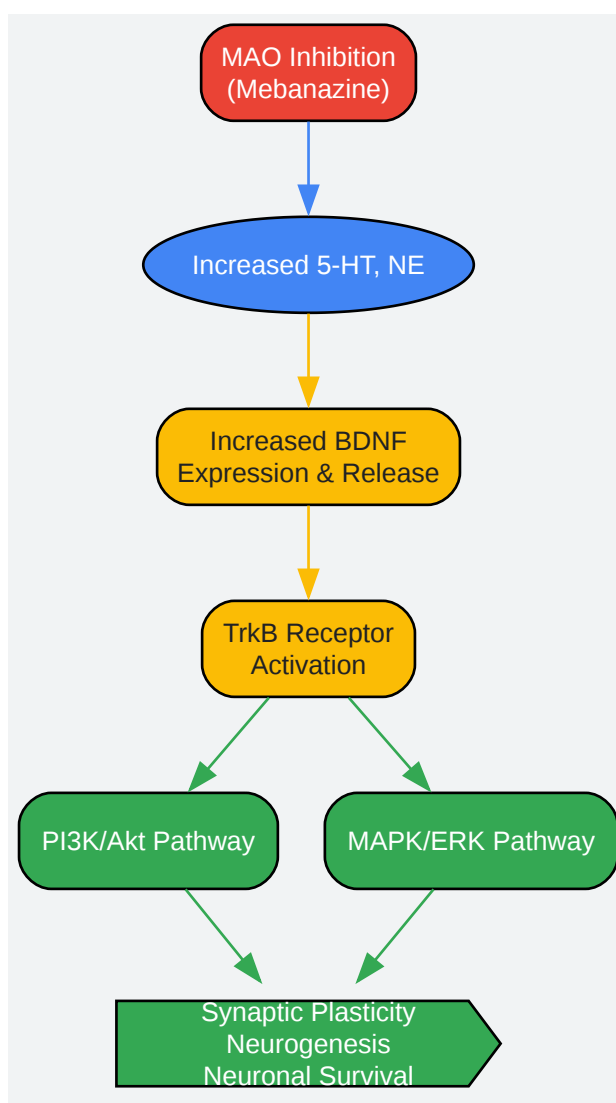 MAO Inhibition
(Mebanazine)
Increased 5-HT, NE
Increased BDNF
Expression & Release
TrkB Receptor
Activation
PI3K/Akt Pathway
MAPK/ERK Pathway
Synaptic Plasticity
Neurogenesis
Neuronal Survival